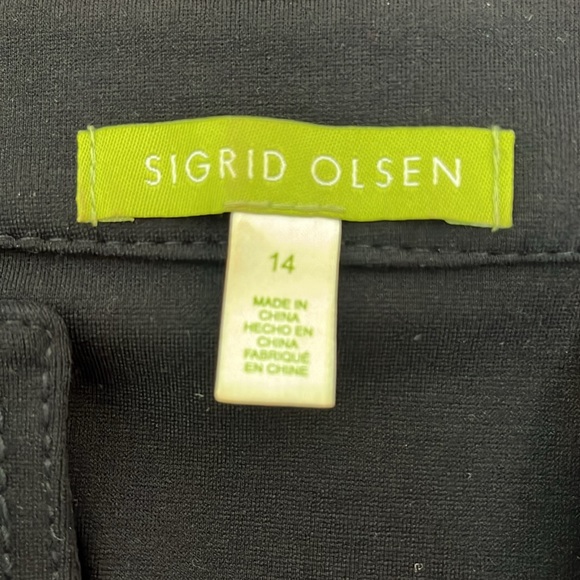 SIGRID OLSEN
14
MADE IN
CHINA
HECHO EN
CHINA
FABRIQUÉ
EN CHINE